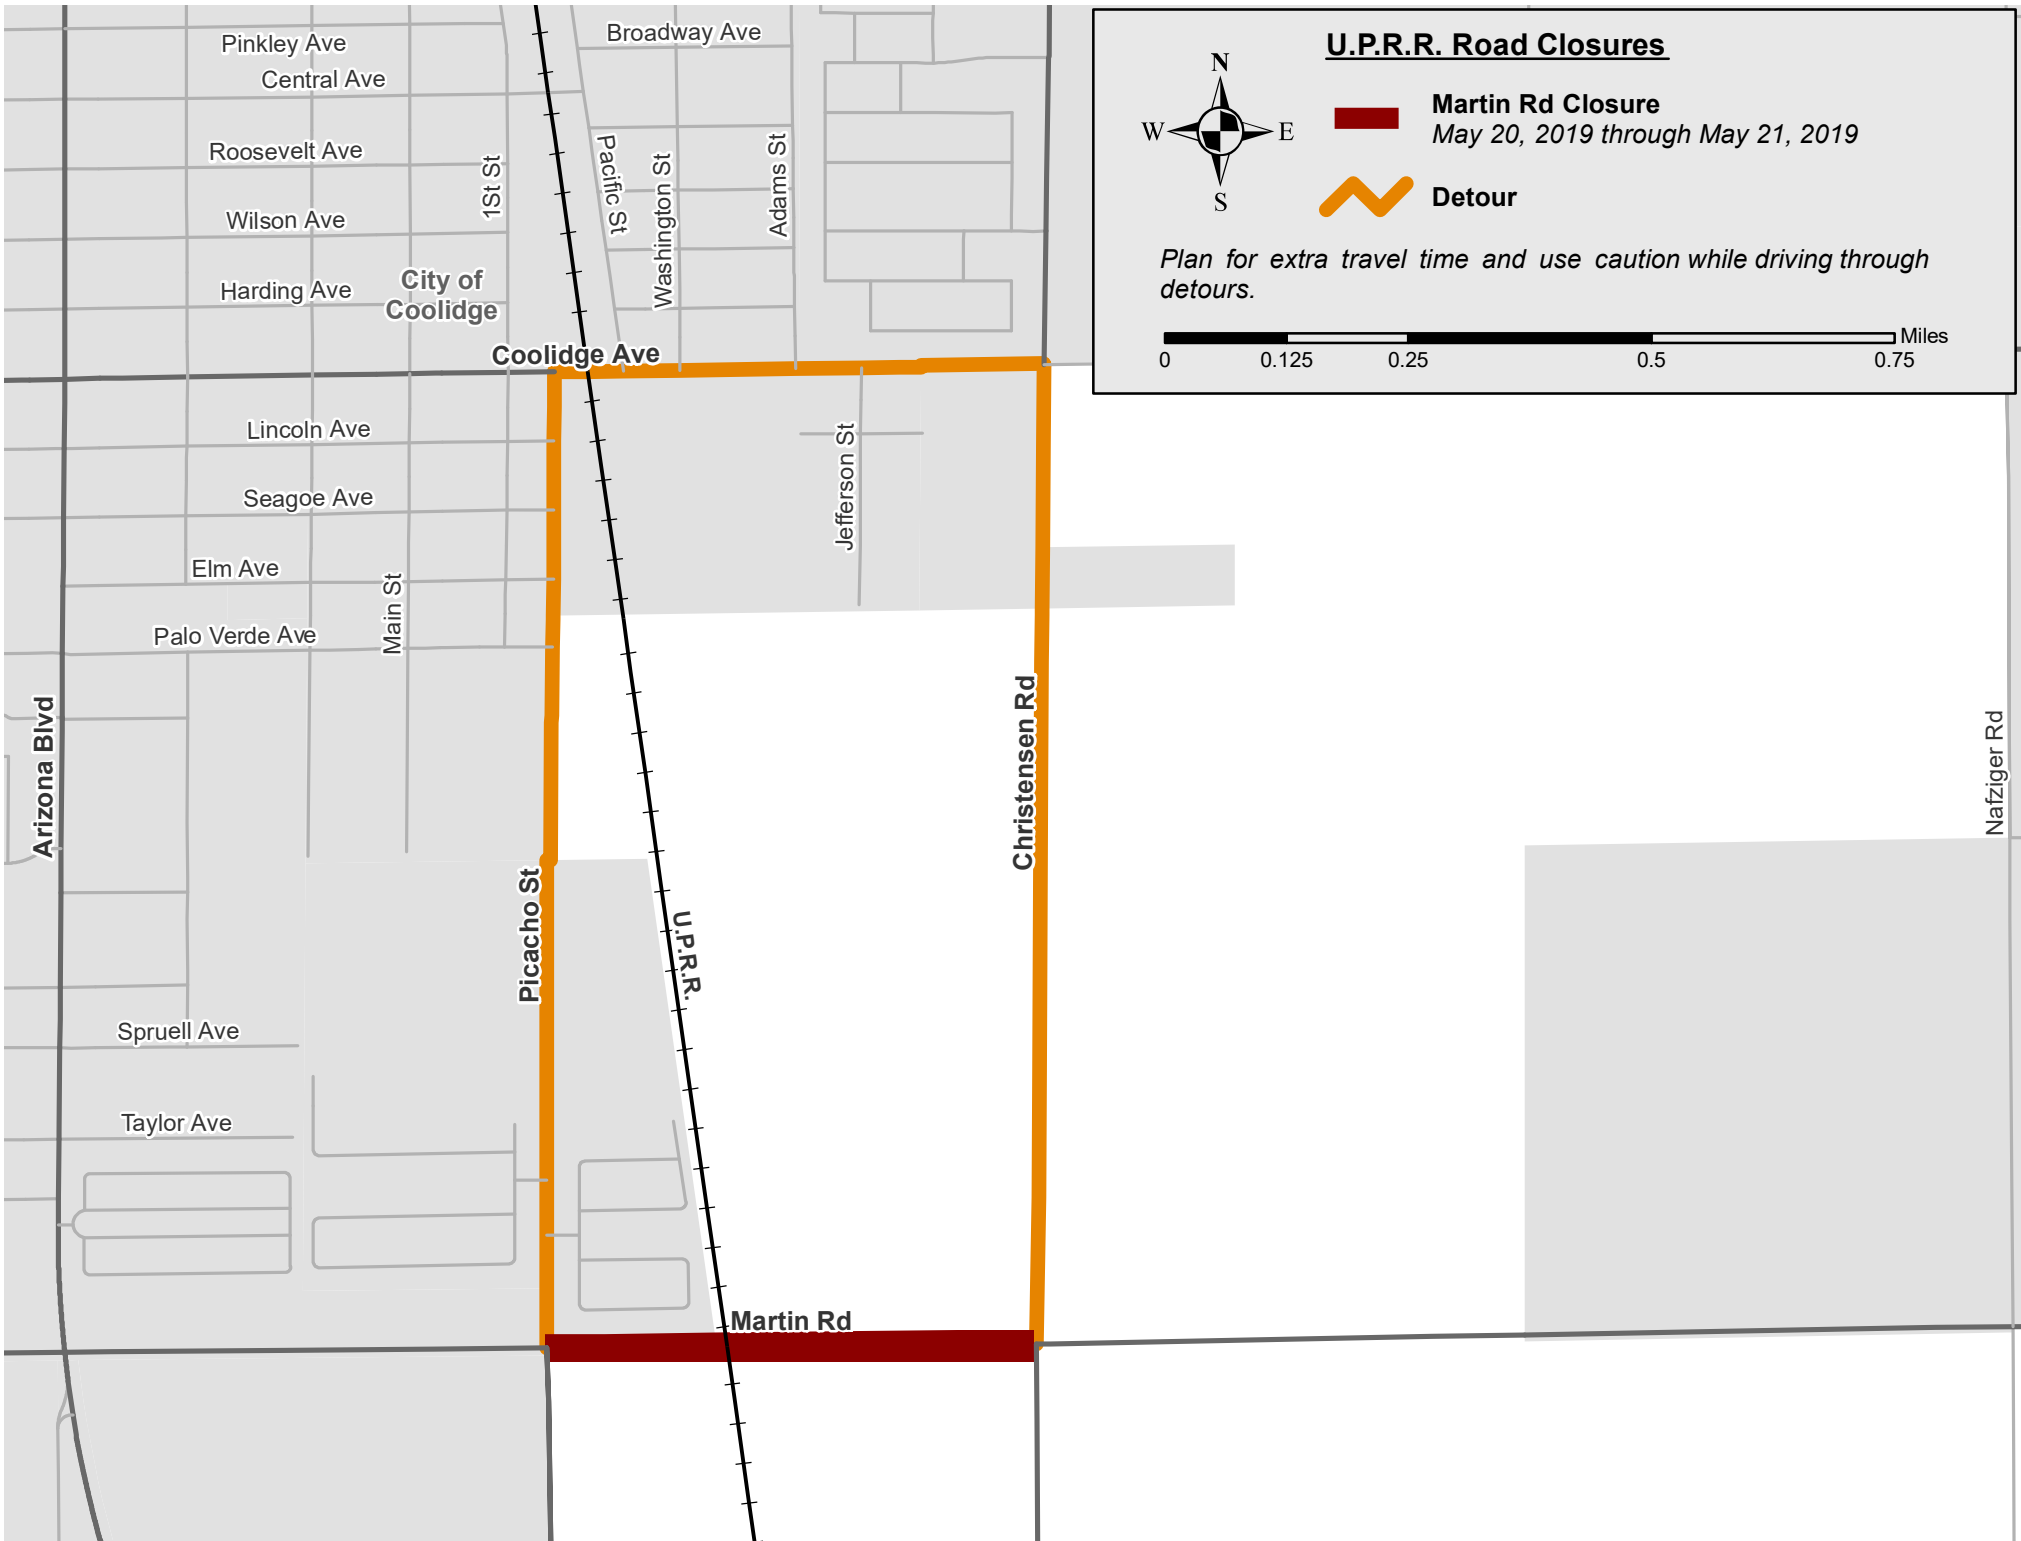 Pinkley Ave
Central Ave
Roosevelt Ave
Wilson Ave
Harding Ave
City of
Coolidge
1St St
Broadway Ave
Pacific St
Washington St
Adams St
U.P.R.R. Road Closures
N
W
E
S
Martin Rd Closure
May 20, 2019 through May 21, 2019
Detour
Plan for extra travel time and use caution while driving through
detours.
Miles
0 0.125 0.25 0.5 0.75
Coolidge Ave
Lincoln Ave
Seagoe Ave
Elm Ave
Main St
Palo Verde Ave
Jefferson St
Arizona Blvd
Christensen Rd
Nafziger Rd
Picacho St
U.P.R.R.
Spruell Ave
Taylor Ave
Martin Rd